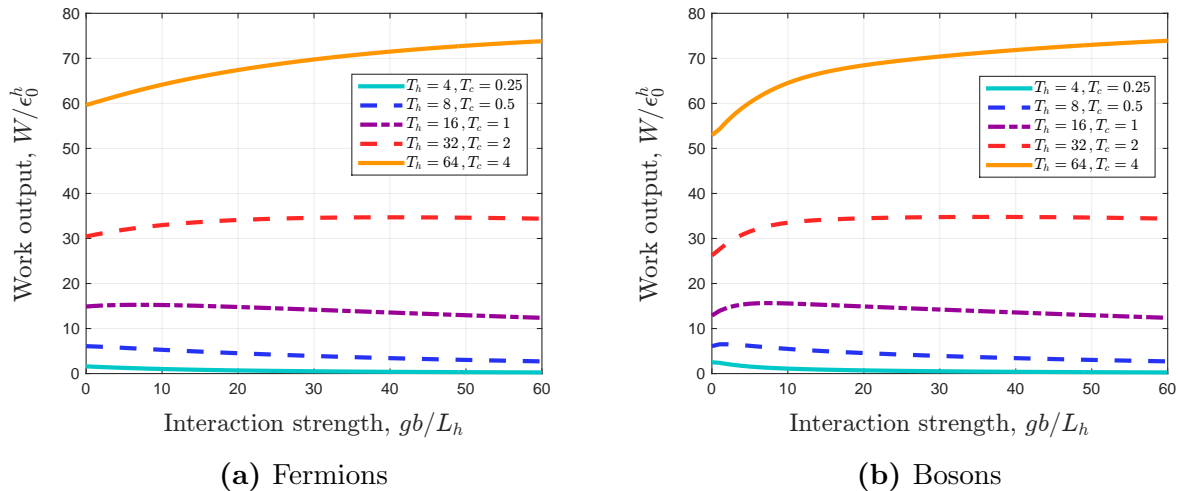 80
70
60
50
40
30
20
10
0
Work output, $W/\epsilon_0^h$
$T_h = 4\,, T_c = 0.25$
$T_h = 8\,, T_c = 0.5$
$T_h = 16\,, T_c = 1$
$T_h = 32\,, T_c = 2$
$T_h = 64\,, T_c = 4$
0 10 20 30 40 50 60
Interaction strength, $gb/L_h$
(a) Fermions
80
70
60
50
40
30
20
10
0
Work output, $W/\epsilon_0^h$
$T_h = 4\,, T_c = 0.25$
$T_h = 8\,, T_c = 0.5$
$T_h = 16\,, T_c = 1$
$T_h = 32\,, T_c = 2$
$T_h = 64\,, T_c = 4$
0 10 20 30 40 50 60
Interaction strength, $gb/L_h$
(b) Bosons